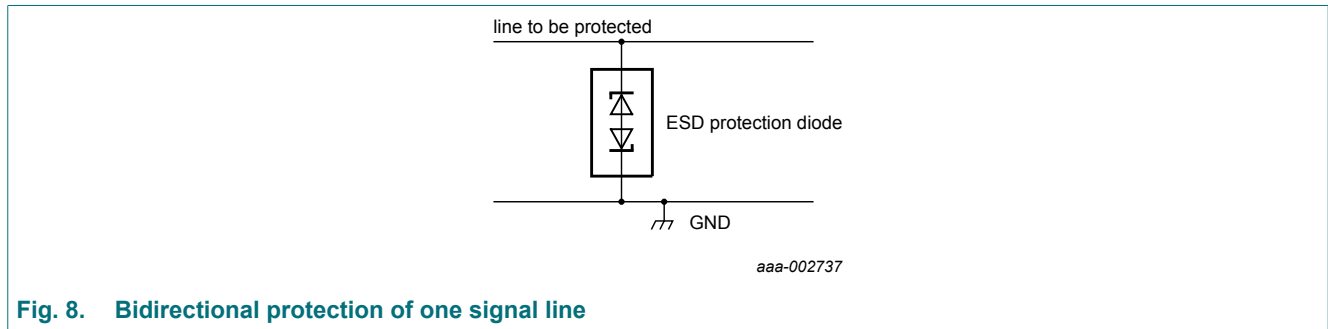 line to be protected
ESD protection diode
GND
aaa-002737
Fig. 8. Bidirectional protection of one signal line